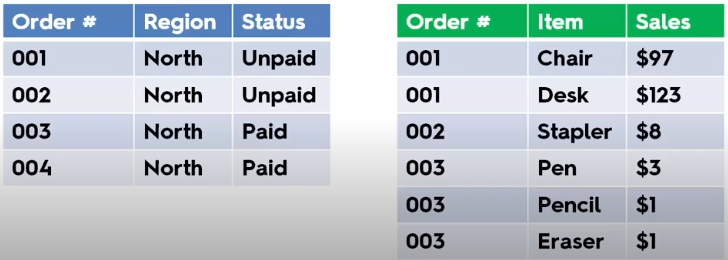 Order # Region Status
001 North Unpaid
002 North Unpaid
003 North Paid
004 North Paid
Order # Item Sales
001 Chair $97
001 Desk $123
002 Stapler $8
003 Pen $3
003 Pencil $1
003 Eraser $1